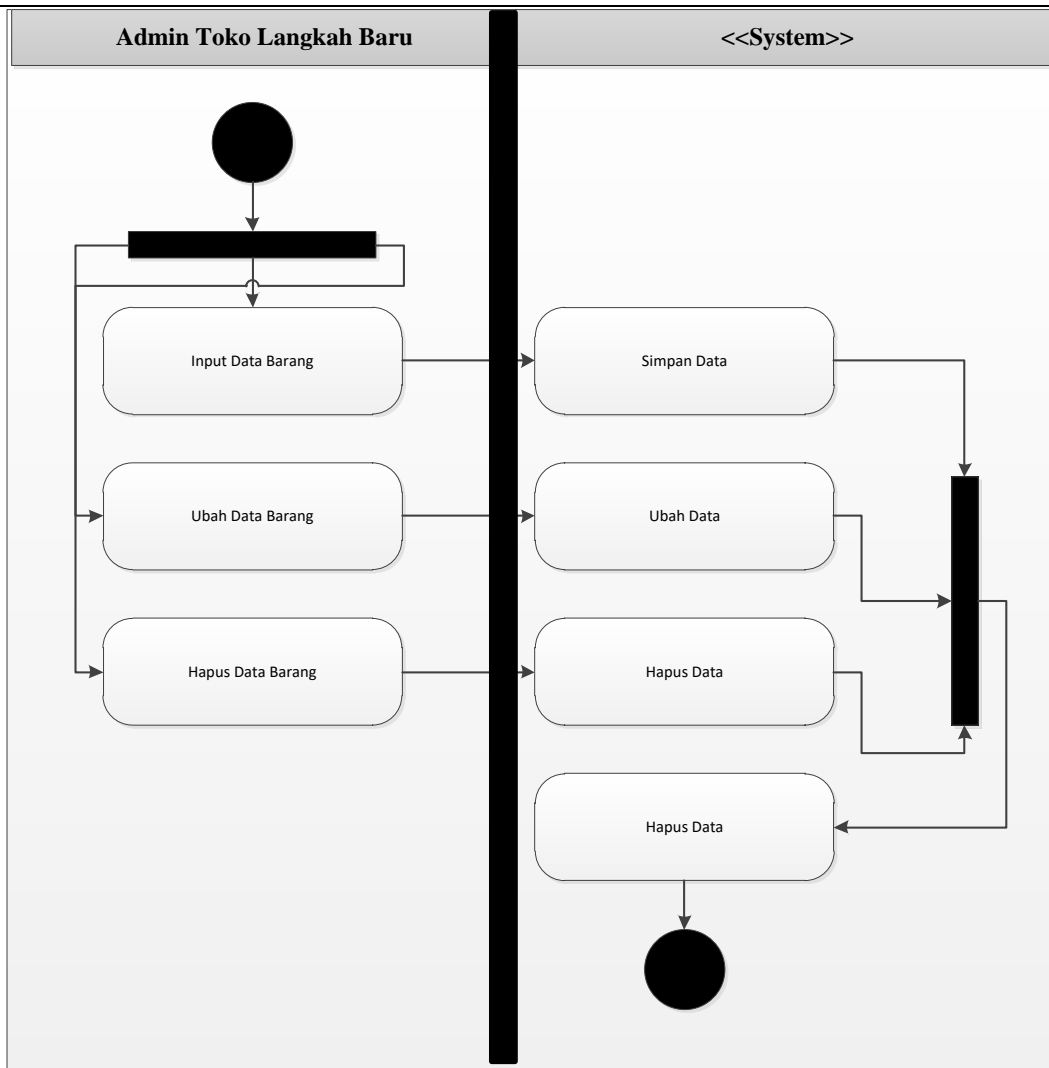 Admin Toko Langkah Baru
<<System>>
Input Data Barang
Simpan Data
Ubah Data Barang
Ubah Data
Hapus Data Barang
Hapus Data
Hapus Data